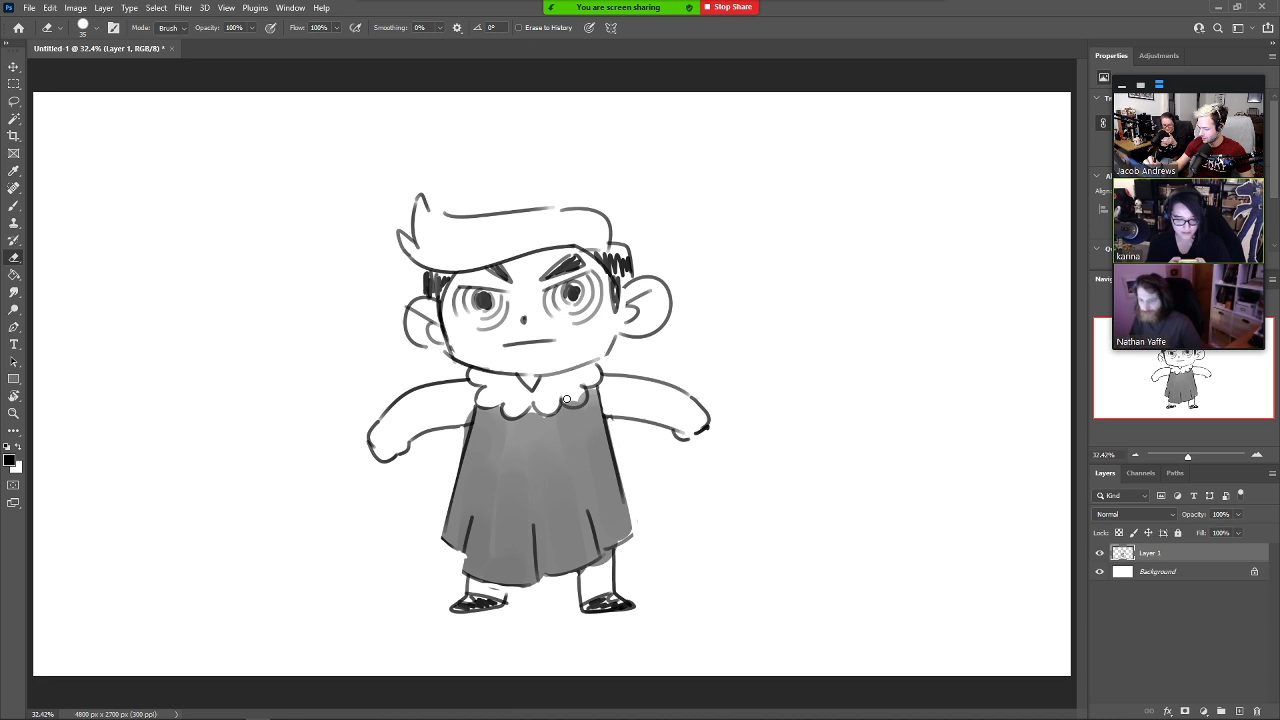 Ps File Edit Image Layer Type Select Filter 3D View Plugins Window Help
You are screen sharing Stop Share
35 Mode: Brush Opacity: 100% Flow: 100% Smoothing: 0% 0° Erase to History
Untitled-1 @ 32.4% (Layer 1, RGB/8) * ×
Properties Adjustments
Jacob Andrews
karina
Nathan Yaffe
32.42%
Layers Channels Paths
Kind
Normal Opacity: 100%
Lock: Fill: 100%
Layer 1
Background
32.42% 4800 px x 2700 px (300 ppi)